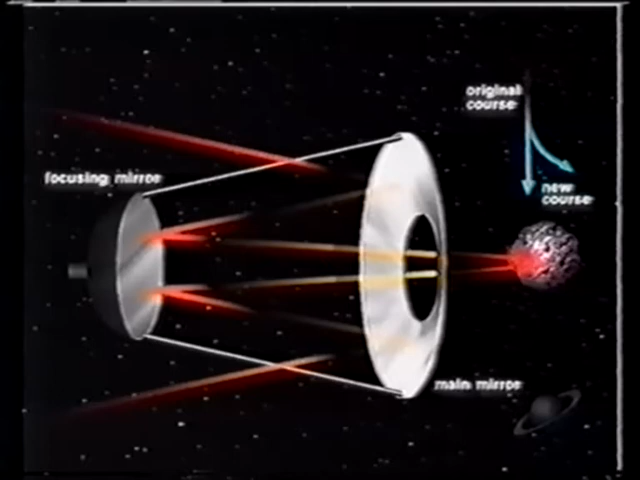 original
course
focusing mirror
new
course
main mirror